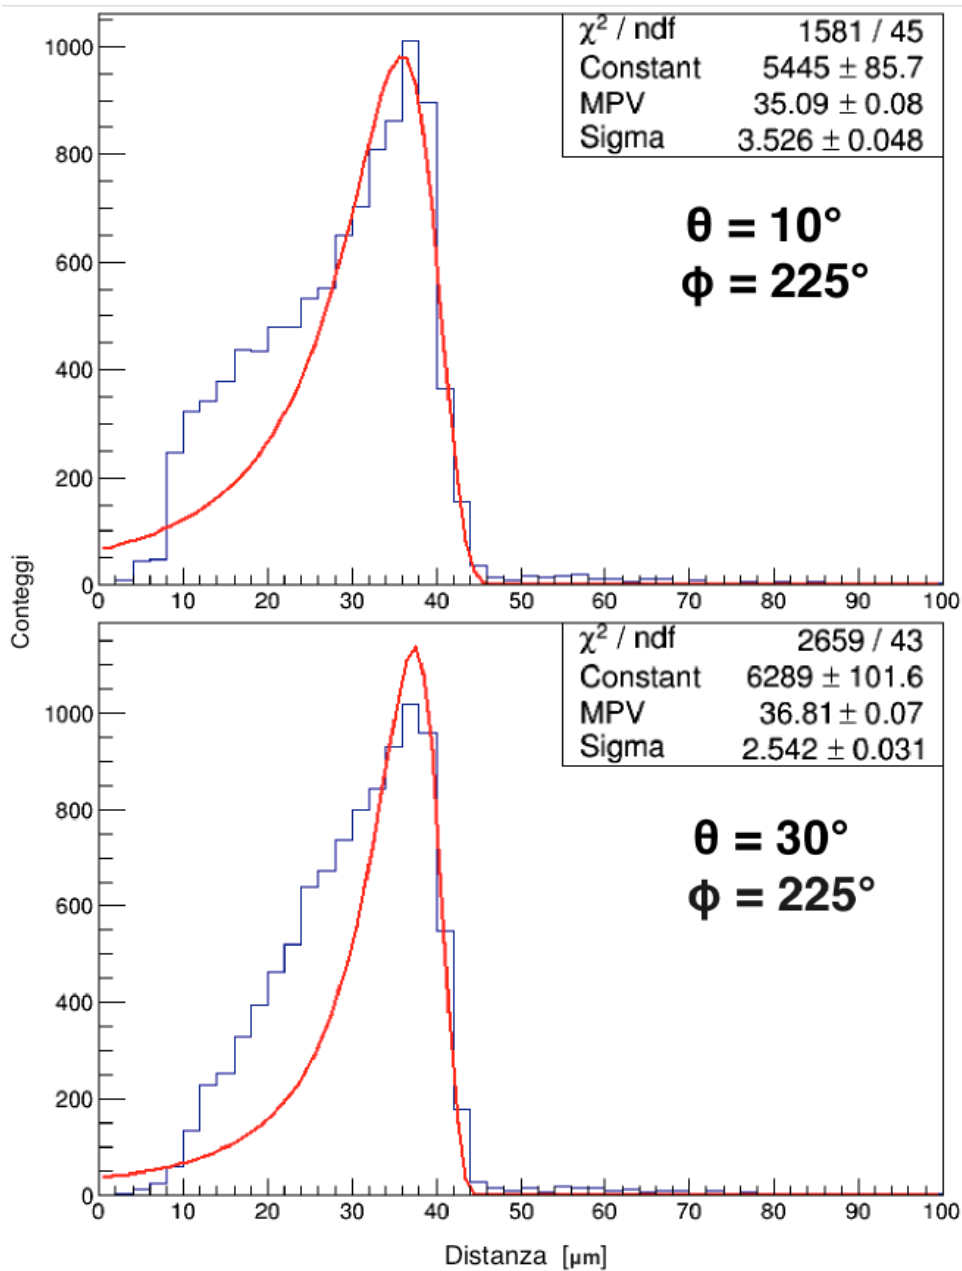 χ² / ndf 1581 / 45
Constant 5445 ± 85.7
MPV 35.09 ± 0.08
Sigma 3.526 ± 0.048
θ = 10°
ϕ = 225°
1000
800
600
400
200
0
0 10 20 30 40 50 60 70 80 90 100
Conteggi
χ² / ndf 2659 / 43
Constant 6289 ± 101.6
MPV 36.81 ± 0.07
Sigma 2.542 ± 0.031
θ = 30°
ϕ = 225°
1000
800
600
400
200
0
0 10 20 30 40 50 60 70 80 90 100
Distanza [µm]